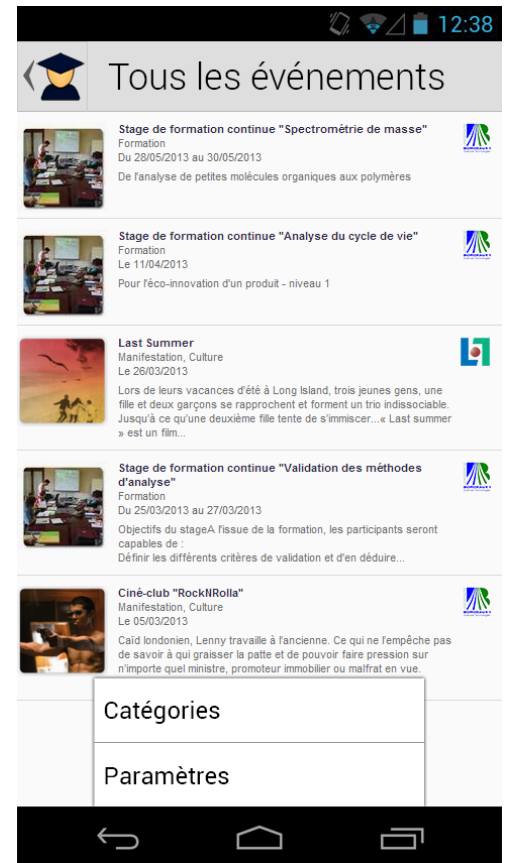 12:38
Tous les événements
Stage de formation continue "Spectrométrie de masse"
Formation
Du 28/05/2013 au 30/05/2013
De l'analyse de petites molécules organiques aux polymères
Stage de formation continue "Analyse du cycle de vie"
Formation
Le 11/04/2013
Pour l'éco-innovation d'un produit - niveau 1
Last Summer
Manifestation, Culture
Le 26/03/2013
Lors de leurs vacances d'été à Long Island, trois jeunes gens, une
fille et deux garçons se rapprochent et forment un trio indissociable.
Jusqu'à ce qu'une deuxième fille tente de s'immiscer...« Last summer
» est un film...
Stage de formation continue "Validation des méthodes
d'analyse"
Formation
Du 25/03/2013 au 27/03/2013
Objectifs du stageA l'issue de la formation, les participants seront
capables de :
Définir les différents critères de validation et d'en déduire...
Ciné-club "RockNRolla"
Manifestation, Culture
Le 05/03/2013
Caïd londonien, Lenny travaille à l'ancienne. Ce qui ne l'empêche pas
de savoir à qui graisser la patte et de pouvoir faire pression sur
n'importe quel ministre, promoteur immobilier ou malfrat en vue.
Catégories
Paramètres